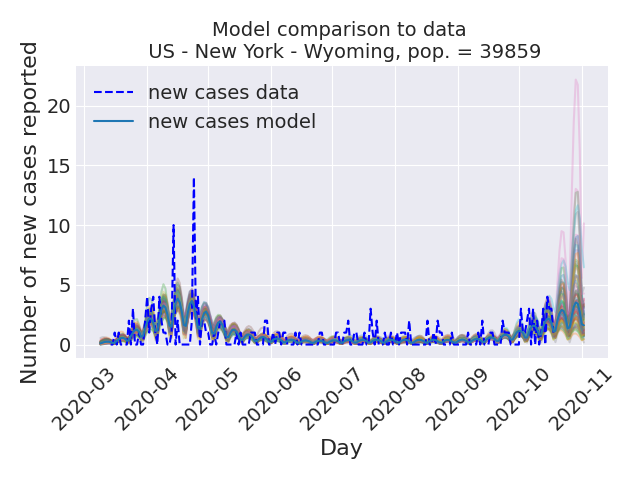 Model comparison to data
US - New York - Wyoming, pop. = 39859
Number of new cases reported
20
15
10
5
0
new cases data
new cases model
2020-03
2020-04
2020-05
2020-06
2020-07
2020-08
2020-09
2020-10
2020-11
Day